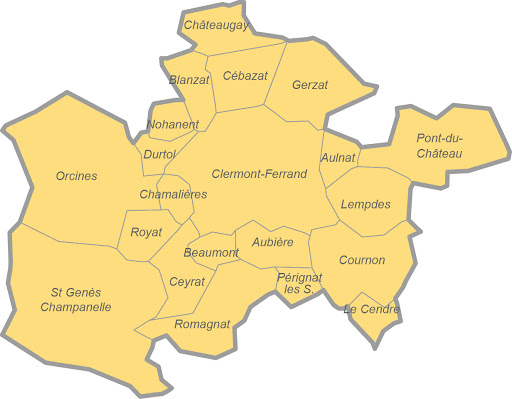 Châteaugay
Blanzat
Cébazat
Gerzat
Nohanent
Pont-du-
Château
Durtol
Aulnat
Orcines
Clermont-Ferrand
Chamalières
Lempdes
Royat
Aubière
Beaumont
Cournon
Ceyrat
Pérignat
les S.
St Genès
Champanelle
Le Cendre
Romagnat